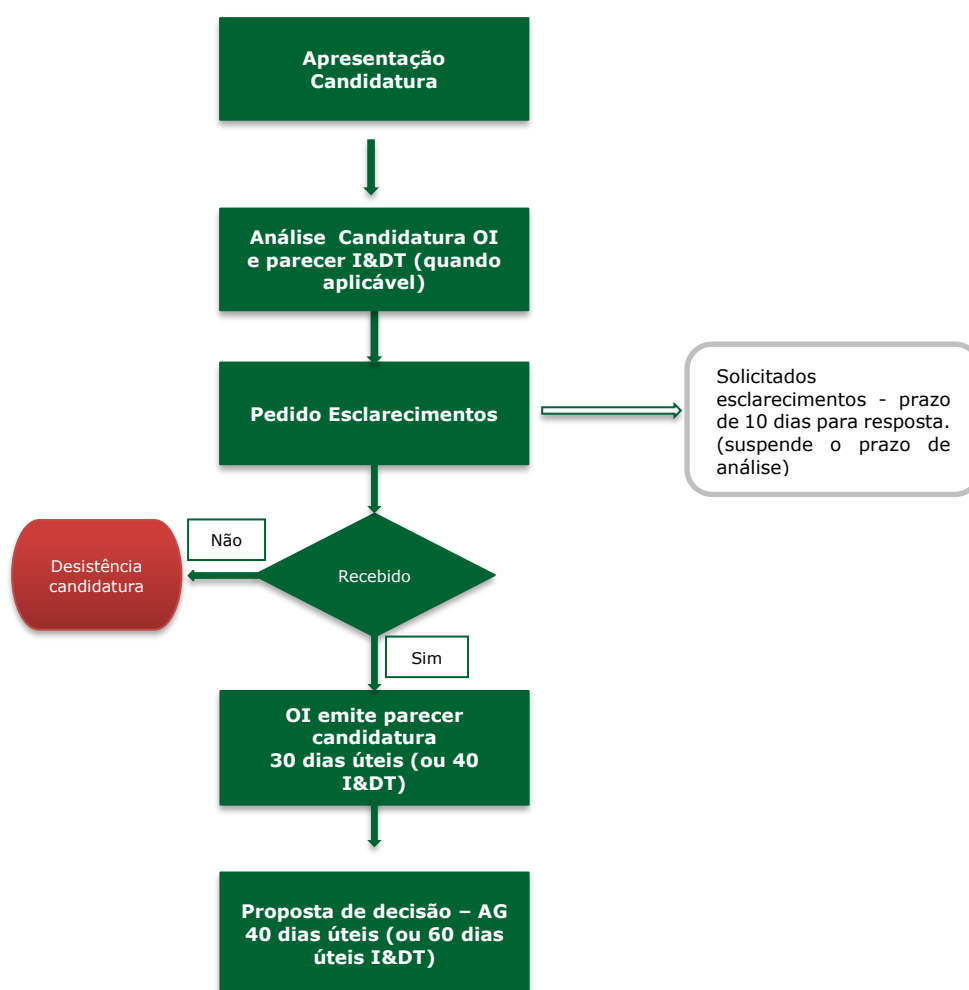 Apresentação
Candidatura
Análise Candidatura OI
e parecer I&DT (quando
aplicável)
Pedido Esclarecimentos
Solicitados
esclarecimentos - prazo
de 10 dias para resposta.
(suspende o prazo de
análise)
Não
Desistência
candidatura
Recebido
Sim
OI emite parecer
candidatura
30 dias úteis (ou 40
I&DT)
Proposta de decisão – AG
40 dias úteis (ou 60 dias
úteis I&DT)